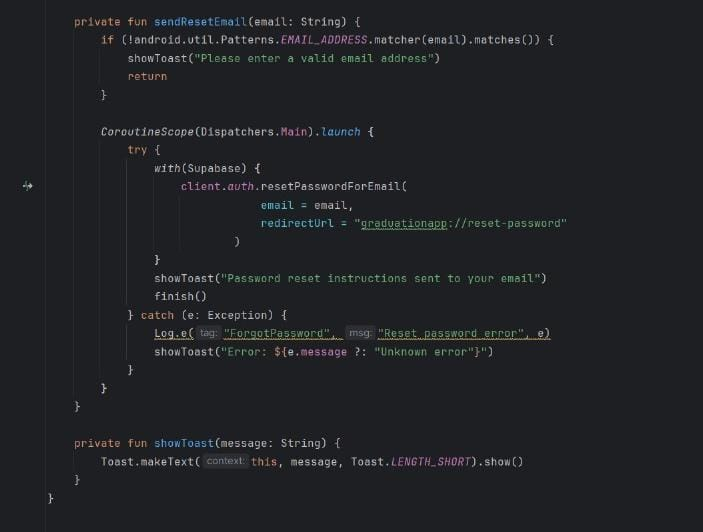 private fun sendResetEmail(email: String) {
if (!android.util.Patterns.EMAIL_ADDRESS.matcher(email).matches()) {
showToast("Please enter a valid email address")
return
}
CoroutineScope(Dispatchers.Main).launch {
try {
with(Supabase) {
client.auth.resetPasswordForEmail(
email = email,
redirectUrl = "graduationapp://reset-password"
)
}
showToast("Password reset instructions sent to your email")
finish()
} catch (e: Exception) {
Log.e( tag: "ForgotPassword", msg: "Reset password error", e)
showToast("Error: ${e.message ?: "Unknown error"}")
}
}
}
private fun showToast(message: String) {
Toast.makeText( context: this, message, Toast.LENGTH_SHORT).show()
}
}